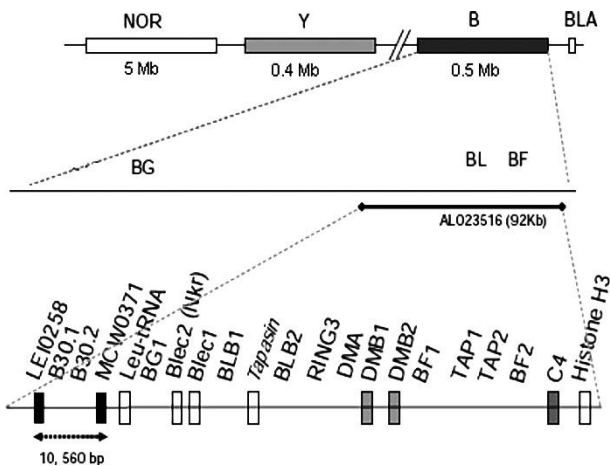 NOR Y B BLA
5 Mb 0.4 Mb 0.5 Mb
BG BL BF
AL023516 (92Kb)
LEI0258 B30.1 B30.2 MCW0371 Leu-tRNA BG1 Blec2 (Nkr) Blec1 BLB1 Tapasin BLB2 RING3 DMA DMB1 DMB2 BF1 TAP1 TAP2 BF2 C4 Histone H3
10, 560 bp